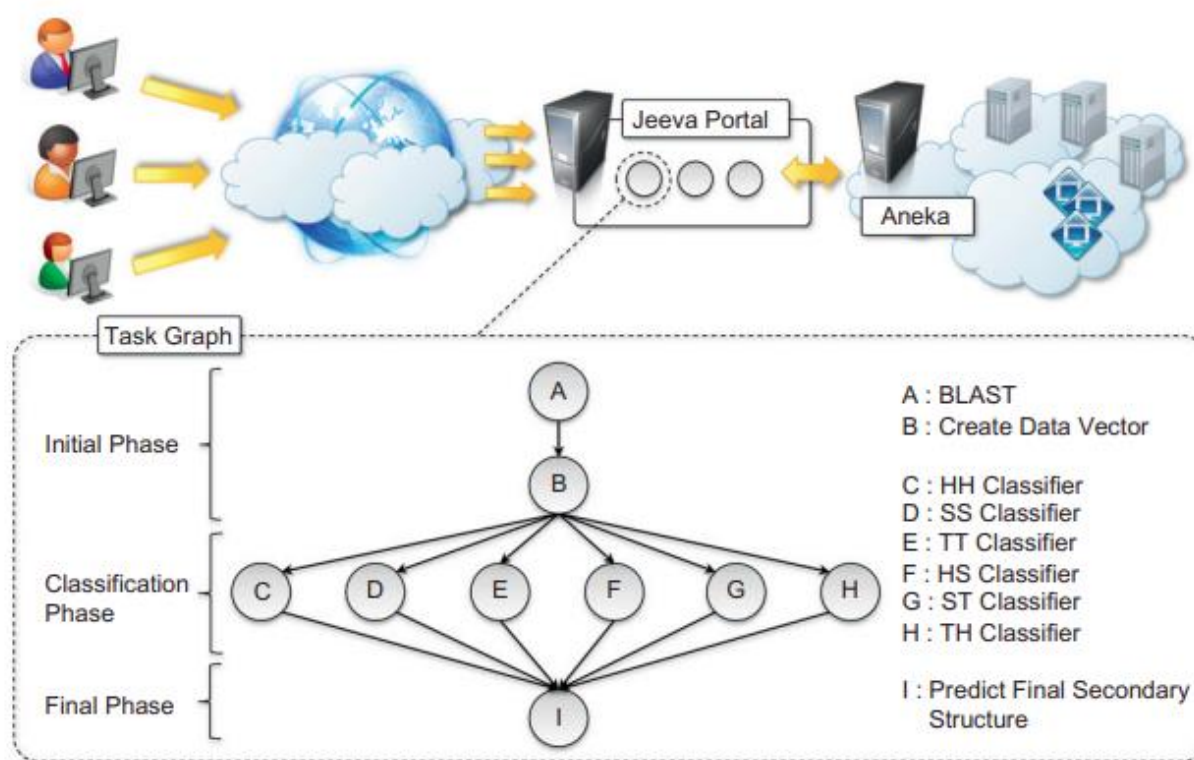 Jeeva Portal
Aneka
Task Graph
Initial Phase
Classification
Phase
Final Phase
A
B
C
D
E
F
G
H
I
A : BLAST
B : Create Data Vector
C : HH Classifier
D : SS Classifier
E : TT Classifier
F : HS Classifier
G : ST Classifier
H : TH Classifier
I : Predict Final Secondary
Structure